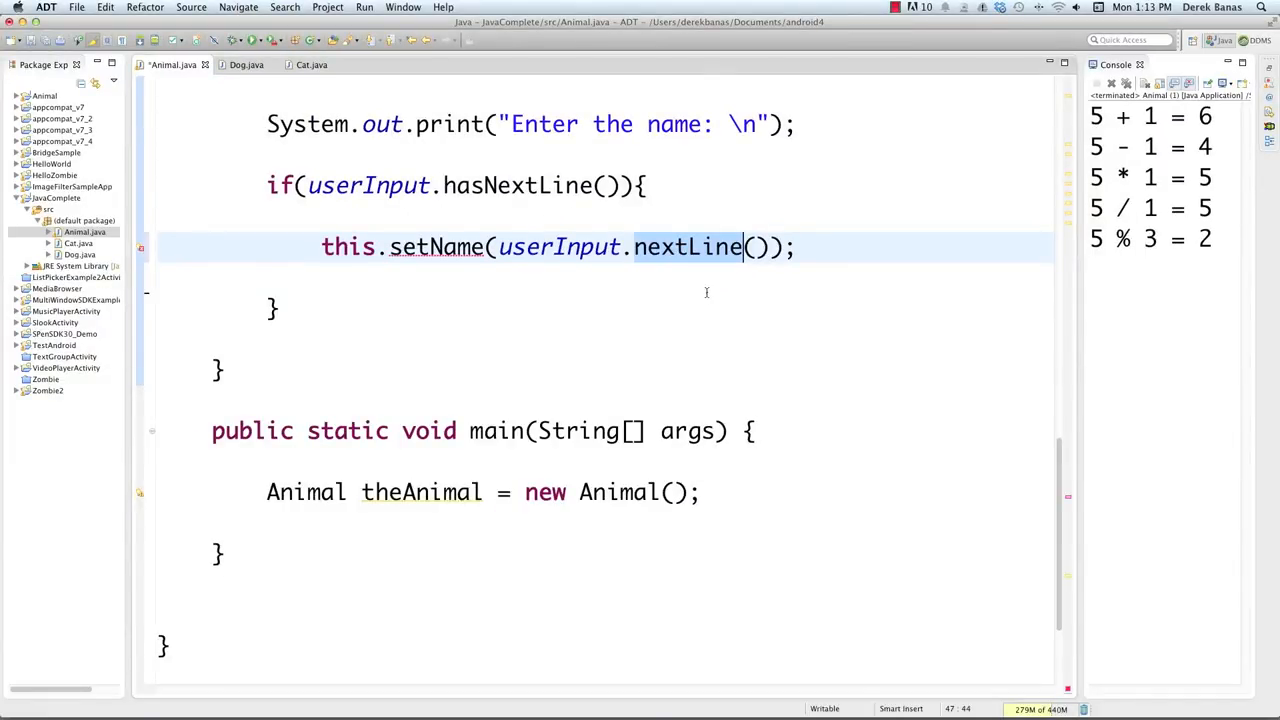 ADT File Edit Refactor Source Navigate Search Project Run Window Help 10 Mon 1:13 PM Derek Banas
Java – JavaComplete/src/Animal.java – ADT – /Users/derekbanas/Documents/android4
Quick Access Java DDMS
Package Exp *Animal.java Dog.java Cat.java Console
<terminated> Animal (1) [Java Application] /S
Animal
appcompat_v7
appcompat_v7_2
appcompat_v7_3
appcompat_v7_4
BridgeSample
HelloWorld
HelloZombie
ImageFilterSampleApp
JavaComplete
src
(default package)
Animal.java
Cat.java
Dog.java
JRE System Library [
ListPickerExample2Activi
MediaBrowser
MultiWindowSDKExample
MusicPlayerActivity
SlookActivity
SPenSDK30_Demo
TestAndroid
TextGroupActivity
VideoPlayerActivity
Zombie
Zombie2
System.out.print("Enter the name: \n");
if(userInput.hasNextLine()){
this.setName(userInput.nextLine());
}
}
public static void main(String[] args) {
Animal theAnimal = new Animal();
}
}
5 + 1 = 6
5 - 1 = 4
5 * 1 = 5
5 / 1 = 5
5 % 3 = 2
Writable Smart Insert 47 : 44 279M of 440M